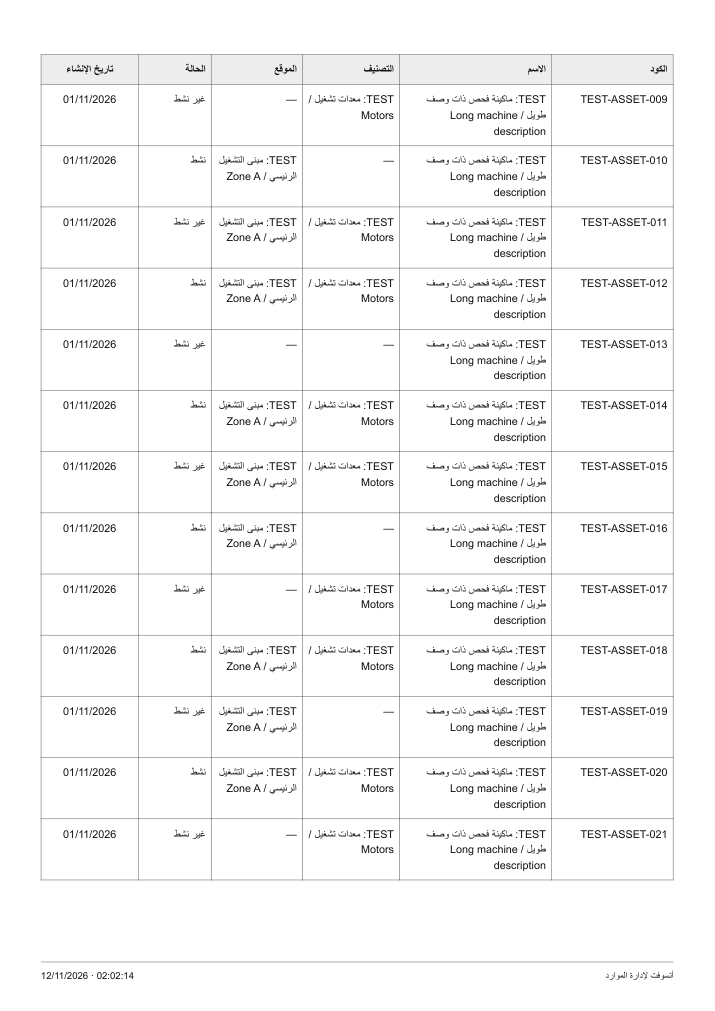 الكود الاسم التصنيف الموقع الحالة تاريخ الإنشاء
TEST-ASSET-009 TEST: ماكينة فحص ذات وصف TEST: معدات تشغيل / — غير نشط 01/11/2026
طويل / Long machine Motors
description
TEST-ASSET-010 TEST: ماكينة فحص ذات وصف — TEST: مبنى التشغيل نشط 01/11/2026
طويل / Long machine الرئيسي / Zone A
description
TEST-ASSET-011 TEST: ماكينة فحص ذات وصف TEST: معدات تشغيل / TEST: مبنى التشغيل غير نشط 01/11/2026
طويل / Long machine Motors الرئيسي / Zone A
description
TEST-ASSET-012 TEST: ماكينة فحص ذات وصف TEST: معدات تشغيل / TEST: مبنى التشغيل نشط 01/11/2026
طويل / Long machine Motors الرئيسي / Zone A
description
TEST-ASSET-013 TEST: ماكينة فحص ذات وصف — — غير نشط 01/11/2026
طويل / Long machine
description
TEST-ASSET-014 TEST: ماكينة فحص ذات وصف TEST: معدات تشغيل / TEST: مبنى التشغيل نشط 01/11/2026
طويل / Long machine Motors الرئيسي / Zone A
description
TEST-ASSET-015 TEST: ماكينة فحص ذات وصف TEST: معدات تشغيل / TEST: مبنى التشغيل غير نشط 01/11/2026
طويل / Long machine Motors الرئيسي / Zone A
description
TEST-ASSET-016 TEST: ماكينة فحص ذات وصف — TEST: مبنى التشغيل نشط 01/11/2026
طويل / Long machine الرئيسي / Zone A
description
TEST-ASSET-017 TEST: ماكينة فحص ذات وصف TEST: معدات تشغيل / — غير نشط 01/11/2026
طويل / Long machine Motors
description
TEST-ASSET-018 TEST: ماكينة فحص ذات وصف TEST: معدات تشغيل / TEST: مبنى التشغيل نشط 01/11/2026
طويل / Long machine Motors الرئيسي / Zone A
description
TEST-ASSET-019 TEST: ماكينة فحص ذات وصف — TEST: مبنى التشغيل غير نشط 01/11/2026
طويل / Long machine الرئيسي / Zone A
description
TEST-ASSET-020 TEST: ماكينة فحص ذات وصف TEST: معدات تشغيل / TEST: مبنى التشغيل نشط 01/11/2026
طويل / Long machine Motors الرئيسي / Zone A
description
TEST-ASSET-021 TEST: ماكينة فحص ذات وصف TEST: معدات تشغيل / — غير نشط 01/11/2026
طويل / Long machine Motors
description
أتسوفت لإدارة الموارد 12/11/2026 · 02:02:14